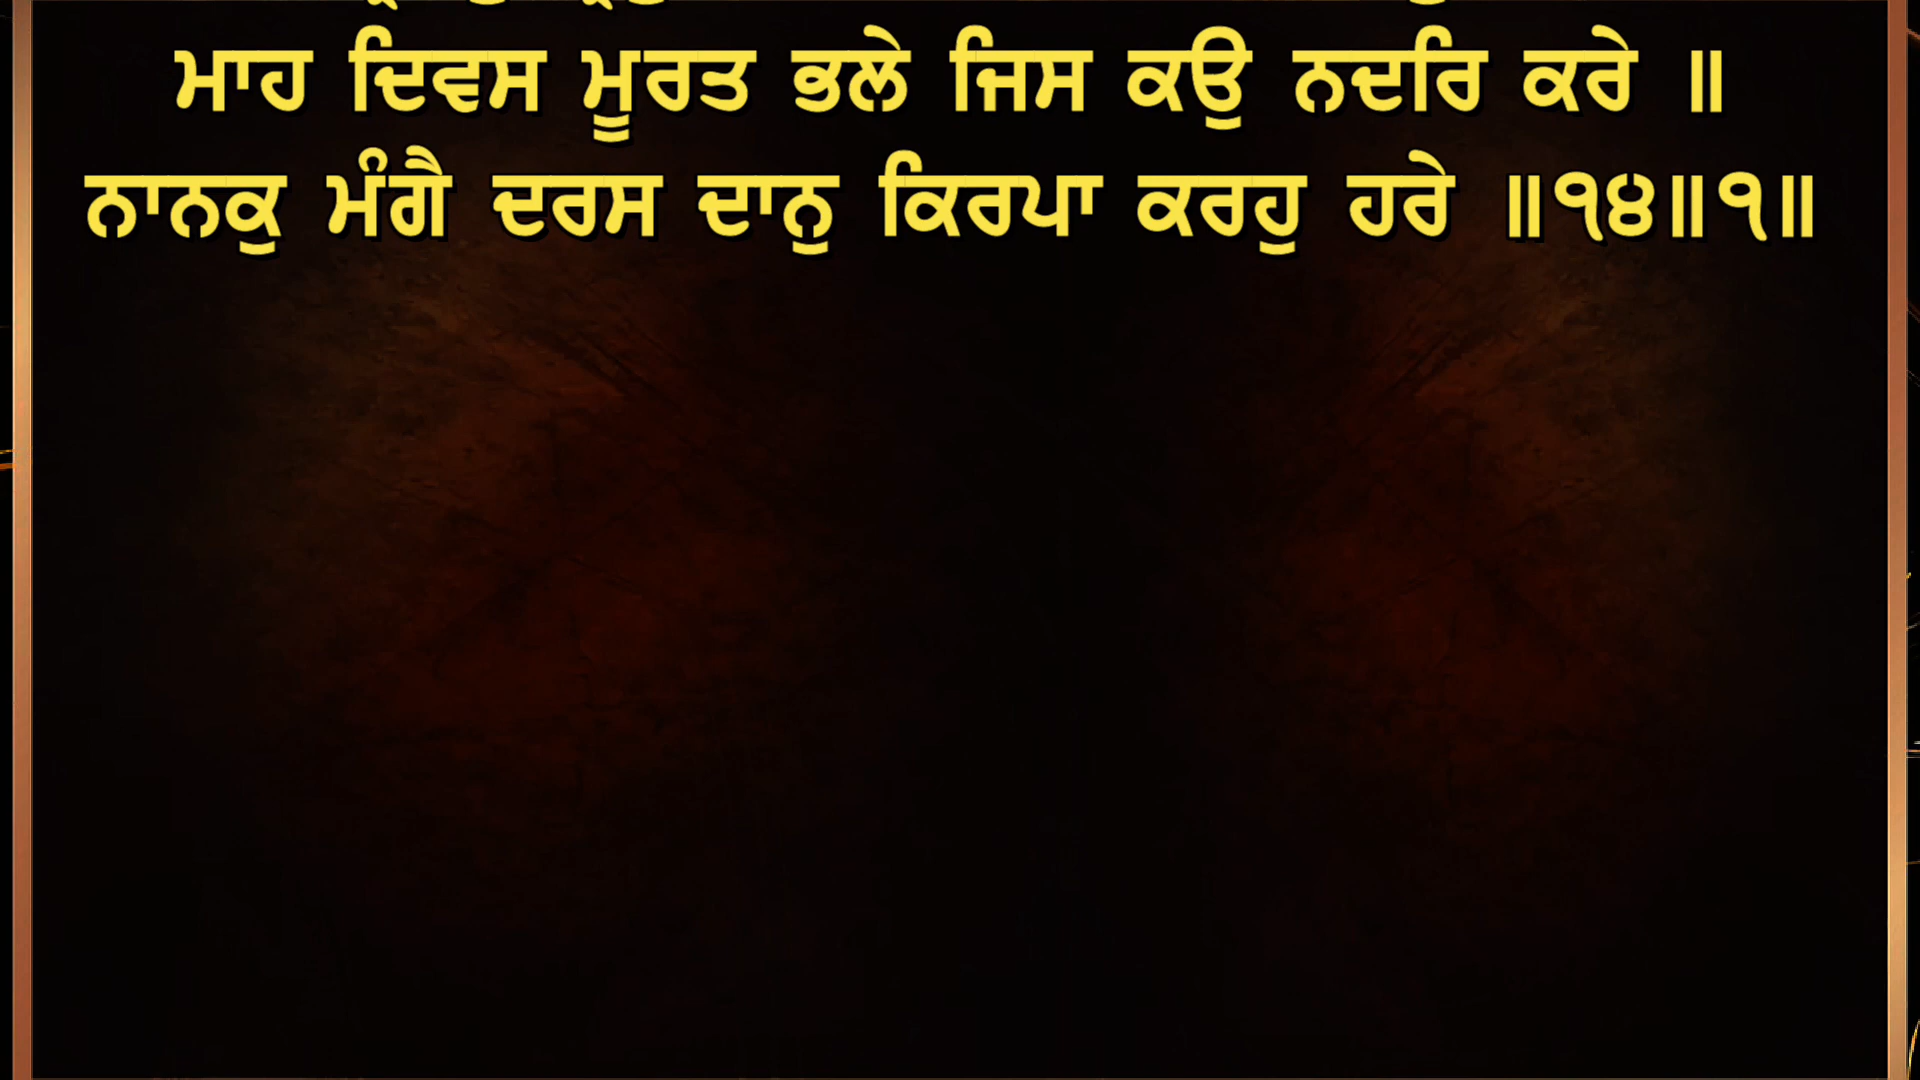 ਮਾਹ ਦਿਵਸ ਮੂਰਤ ਭਲੇ ਜਿਸ ਕਉ ਨਦਰਿ ਕਰੇ ॥
ਨਾਨਕੁ ਮੰਗੈ ਦਰਸ ਦਾਨੁ ਕਿਰਪਾ ਕਰਹੁ ਹਰੇ ॥੧੪॥੧॥